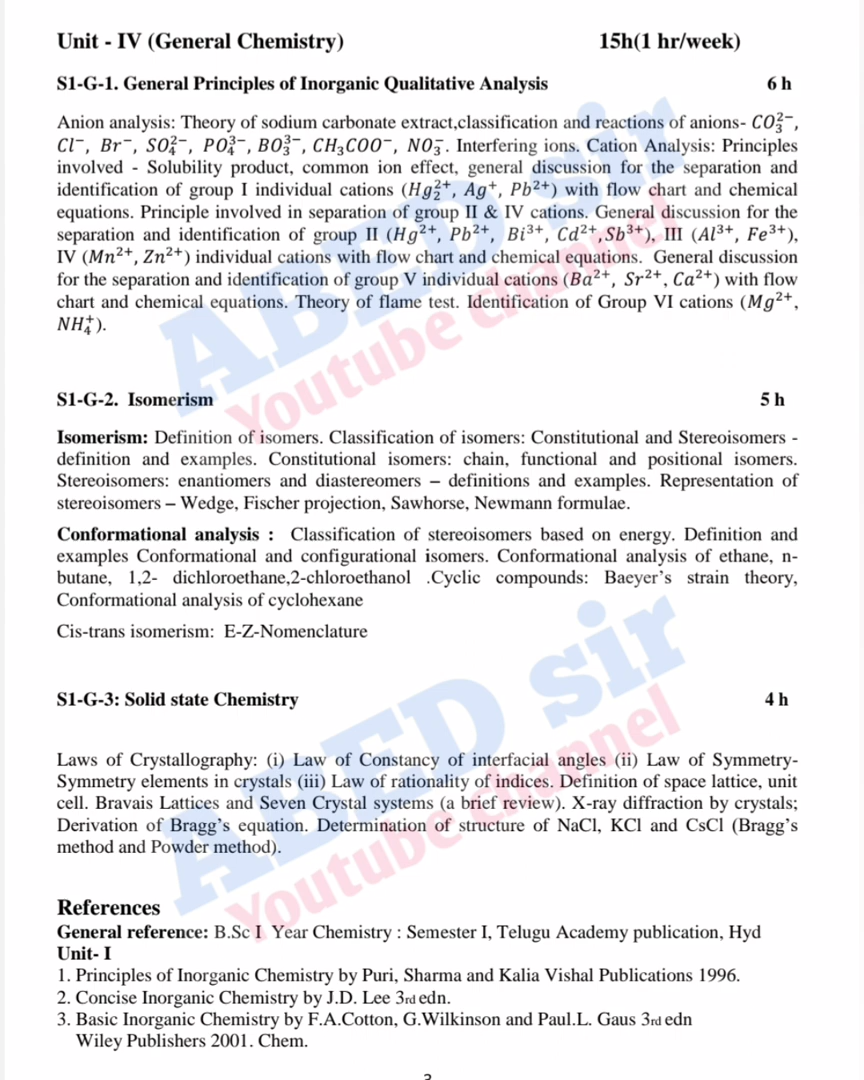 Unit - IV (General Chemistry) 15h(1 hr/week)
S1-G-1. General Principles of Inorganic Qualitative Analysis 6 h
Anion analysis: Theory of sodium carbonate extract,classification and reactions of anions- CO₃²⁻,
Cl⁻, Br⁻, SO₄²⁻, PO₄³⁻, BO₃³⁻, CH₃COO⁻, NO₃⁻. Interfering ions. Cation Analysis: Principles
involved - Solubility product, common ion effect, general discussion for the separation and
identification of group I individual cations (Hg₂²⁺, Ag⁺, Pb²⁺) with flow chart and chemical
equations. Principle involved in separation of group II & IV cations. General discussion for the
separation and identification of group II (Hg²⁺, Pb²⁺, Bi³⁺, Cd²⁺,Sb³⁺), III (Al³⁺, Fe³⁺),
IV (Mn²⁺, Zn²⁺) individual cations with flow chart and chemical equations. General discussion
for the separation and identification of group V individual cations (Ba²⁺, Sr²⁺, Ca²⁺) with flow
chart and chemical equations. Theory of flame test. Identification of Group VI cations (Mg²⁺,
NH₄⁺).
ABED sir
Youtube channel
S1-G-2. Isomerism 5 h
Isomerism: Definition of isomers. Classification of isomers: Constitutional and Stereoisomers -
definition and examples. Constitutional isomers: chain, functional and positional isomers.
Stereoisomers: enantiomers and diastereomers – definitions and examples. Representation of
stereoisomers – Wedge, Fischer projection, Sawhorse, Newmann formulae.
Conformational analysis : Classification of stereoisomers based on energy. Definition and
examples Conformational and configurational isomers. Conformational analysis of ethane, n-
butane, 1,2- dichloroethane,2-chloroethanol .Cyclic compounds: Baeyer's strain theory,
Conformational analysis of cyclohexane
Cis-trans isomerism: E-Z-Nomenclature
S1-G-3: Solid state Chemistry 4 h
Laws of Crystallography: (i) Law of Constancy of interfacial angles (ii) Law of Symmetry-
Symmetry elements in crystals (iii) Law of rationality of indices. Definition of space lattice, unit
cell. Bravais Lattices and Seven Crystal systems (a brief review). X-ray diffraction by crystals;
Derivation of Bragg's equation. Determination of structure of NaCl, KCl and CsCl (Bragg's
method and Powder method).
ABED sir
Youtube channel
References
General reference: B.Sc I Year Chemistry : Semester I, Telugu Academy publication, Hyd
Unit- I
1. Principles of Inorganic Chemistry by Puri, Sharma and Kalia Vishal Publications 1996.
2. Concise Inorganic Chemistry by J.D. Lee 3rd edn.
3. Basic Inorganic Chemistry by F.A.Cotton, G.Wilkinson and Paul.L. Gaus 3rd edn
Wiley Publishers 2001. Chem.